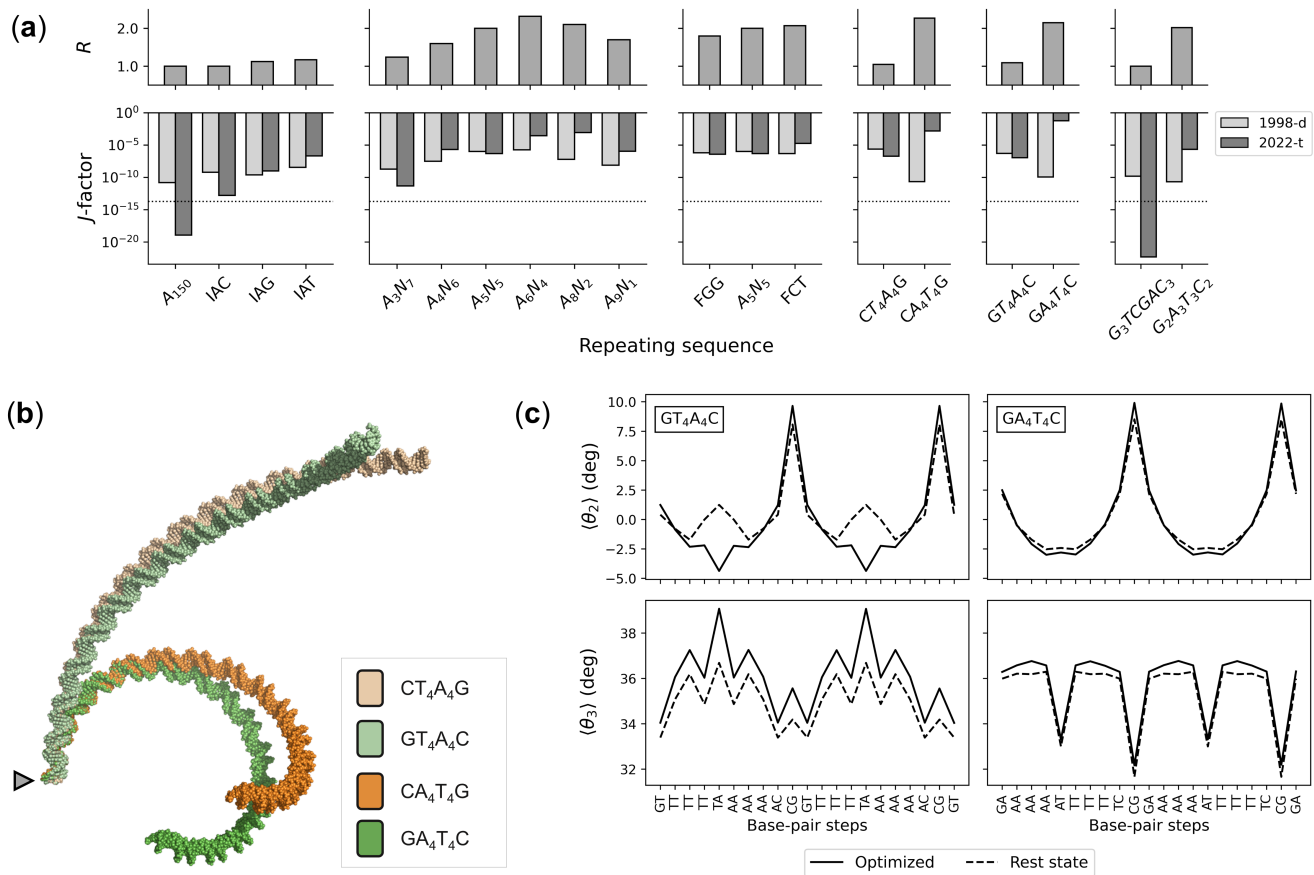 (a)
R
2.0
1.0
J-factor
10⁰
10⁻⁵
10⁻¹⁰
10⁻¹⁵
10⁻²⁰
1998-d
2022-t
A₁₅₀ IAC IAG IAT A₃N₇ A₄N₆ A₅N₅ A₆N₄ A₈N₂ A₉N₁ FGG A₅N₅ FCT CT₄A₄G CA₄T₄G GT₄A₄C GA₄T₄C G₃TCGAC₃ G₂A₃T₃C₂
Repeating sequence
(b)
CT₄A₄G
GT₄A₄C
CA₄T₄G
GA₄T₄C
(c)
⟨θ₂⟩ (deg)
10.0
7.5
5.0
2.5
0.0
−2.5
−5.0
GT₄A₄C
GA₄T₄C
⟨θ₃⟩ (deg)
38
36
34
32
GT TT TT TT TA AA AA AA AC CG GT TT TT TT TA AA AA AA AC CG GT
GA AA AA AA AT TT TT TT TC CG GA AA AA AA AT TT TT TT TC CG GA
Base-pair steps Base-pair steps
Optimized Rest state